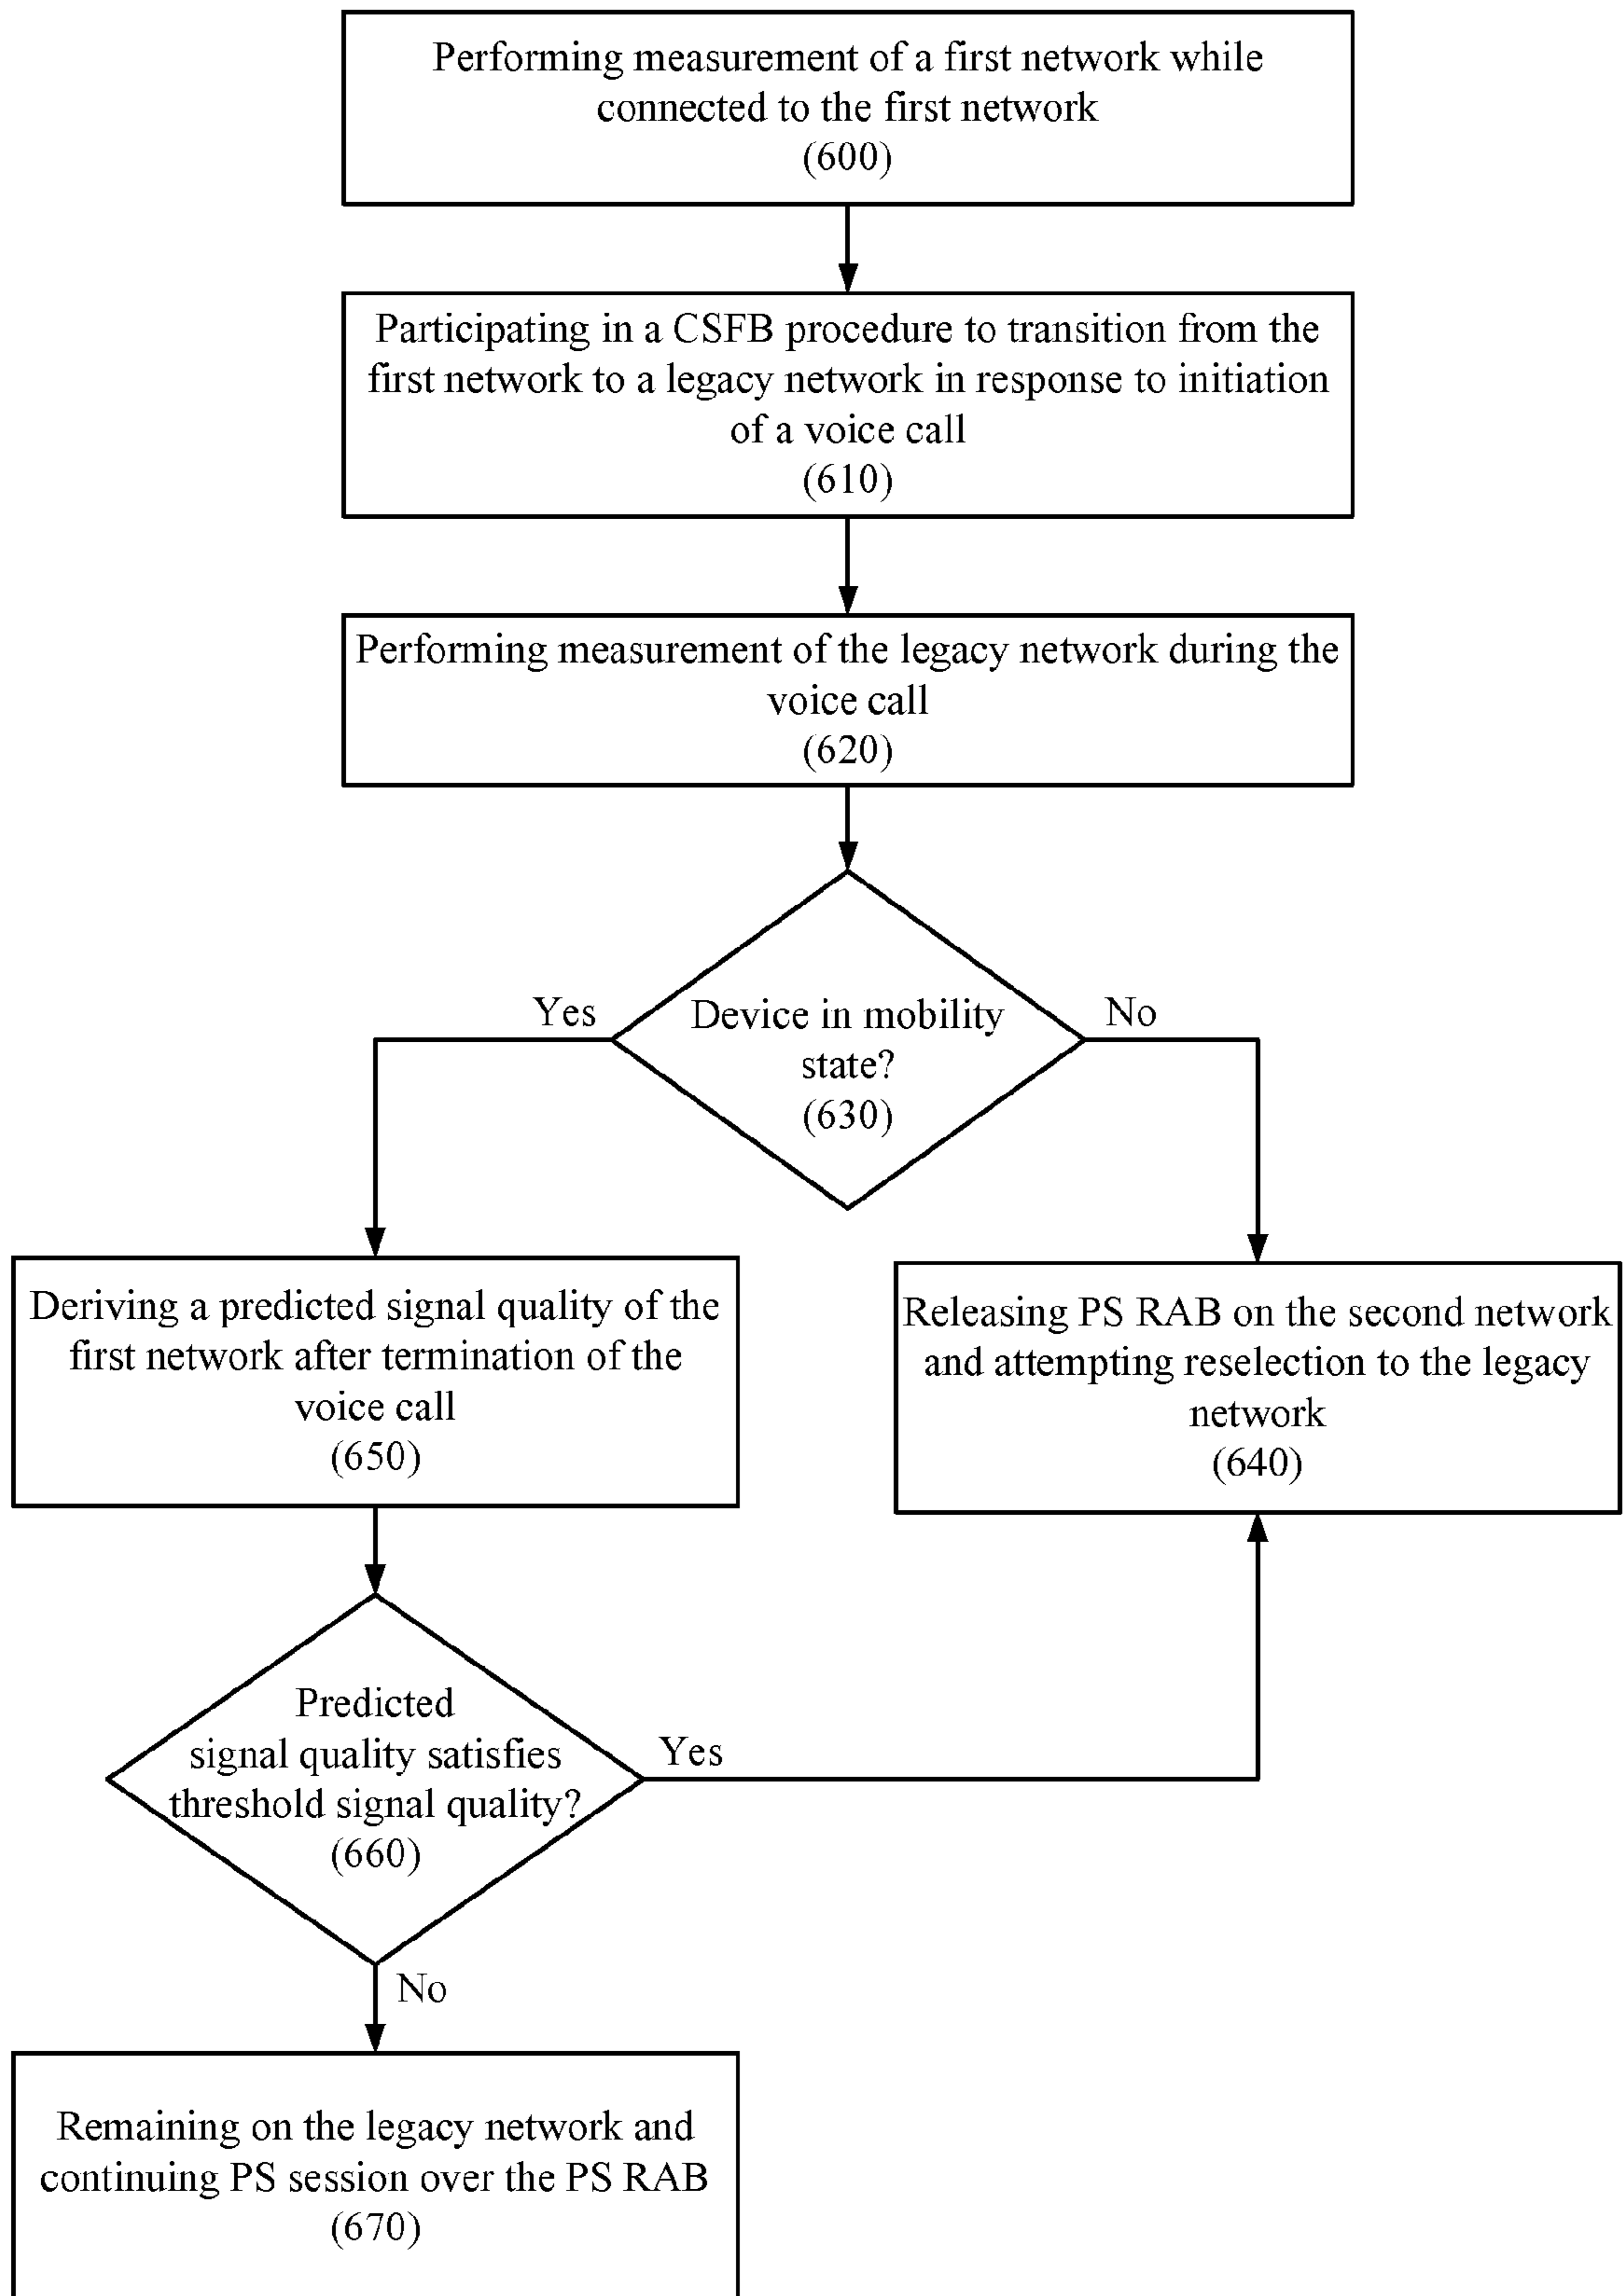 Performing measurement of a first network while
connected to the first network
(600)
Participating in a CSFB procedure to transition from the
first network to a legacy network in response to initiation
of a voice call
(610)
Performing measurement of the legacy network during the
voice call
(620)
Device in mobility
state?
(630)
Yes
No
Deriving a predicted signal quality of the
first network after termination of the
voice call
(650)
Releasing PS RAB on the second network
and attempting reselection to the legacy
network
(640)
Predicted
signal quality satisfies
threshold signal quality?
(660)
Yes
No
Remaining on the legacy network and
continuing PS session over the PS RAB
(670)